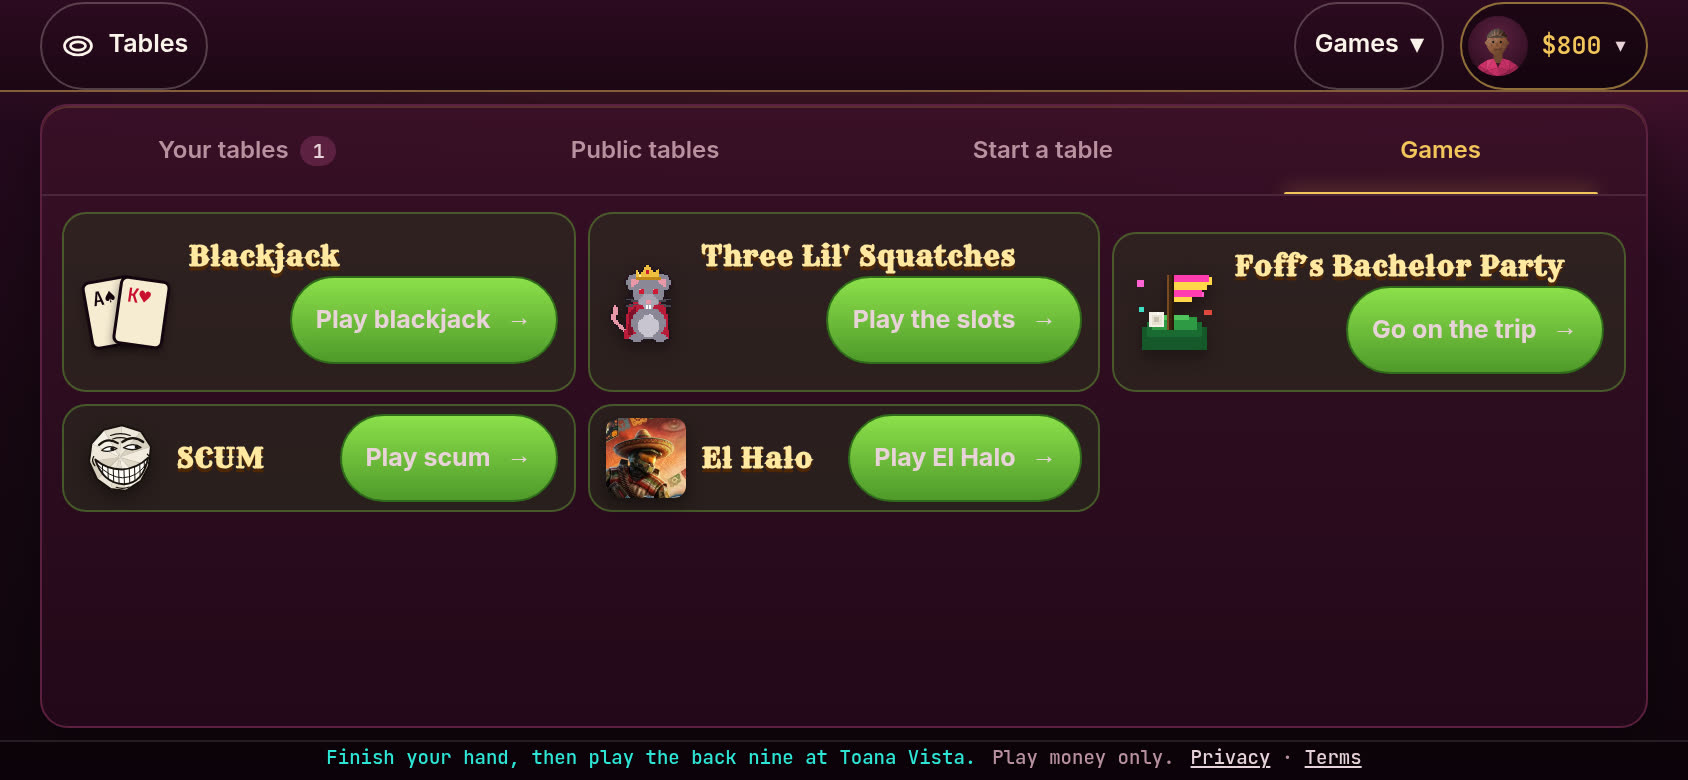 Tables
Games ▼
$800 ▼
Your tables 1
Public tables
Start a table
Games
A♠ K♥
Blackjack
Play blackjack →
Three Lil' Squatches
Play the slots →
Foff's Bachelor Party
Go on the trip →
SCUM
Play scum →
El Halo
Play El Halo →
Finish your hand, then play the back nine at Toana Vista. Play money only. Privacy · Terms